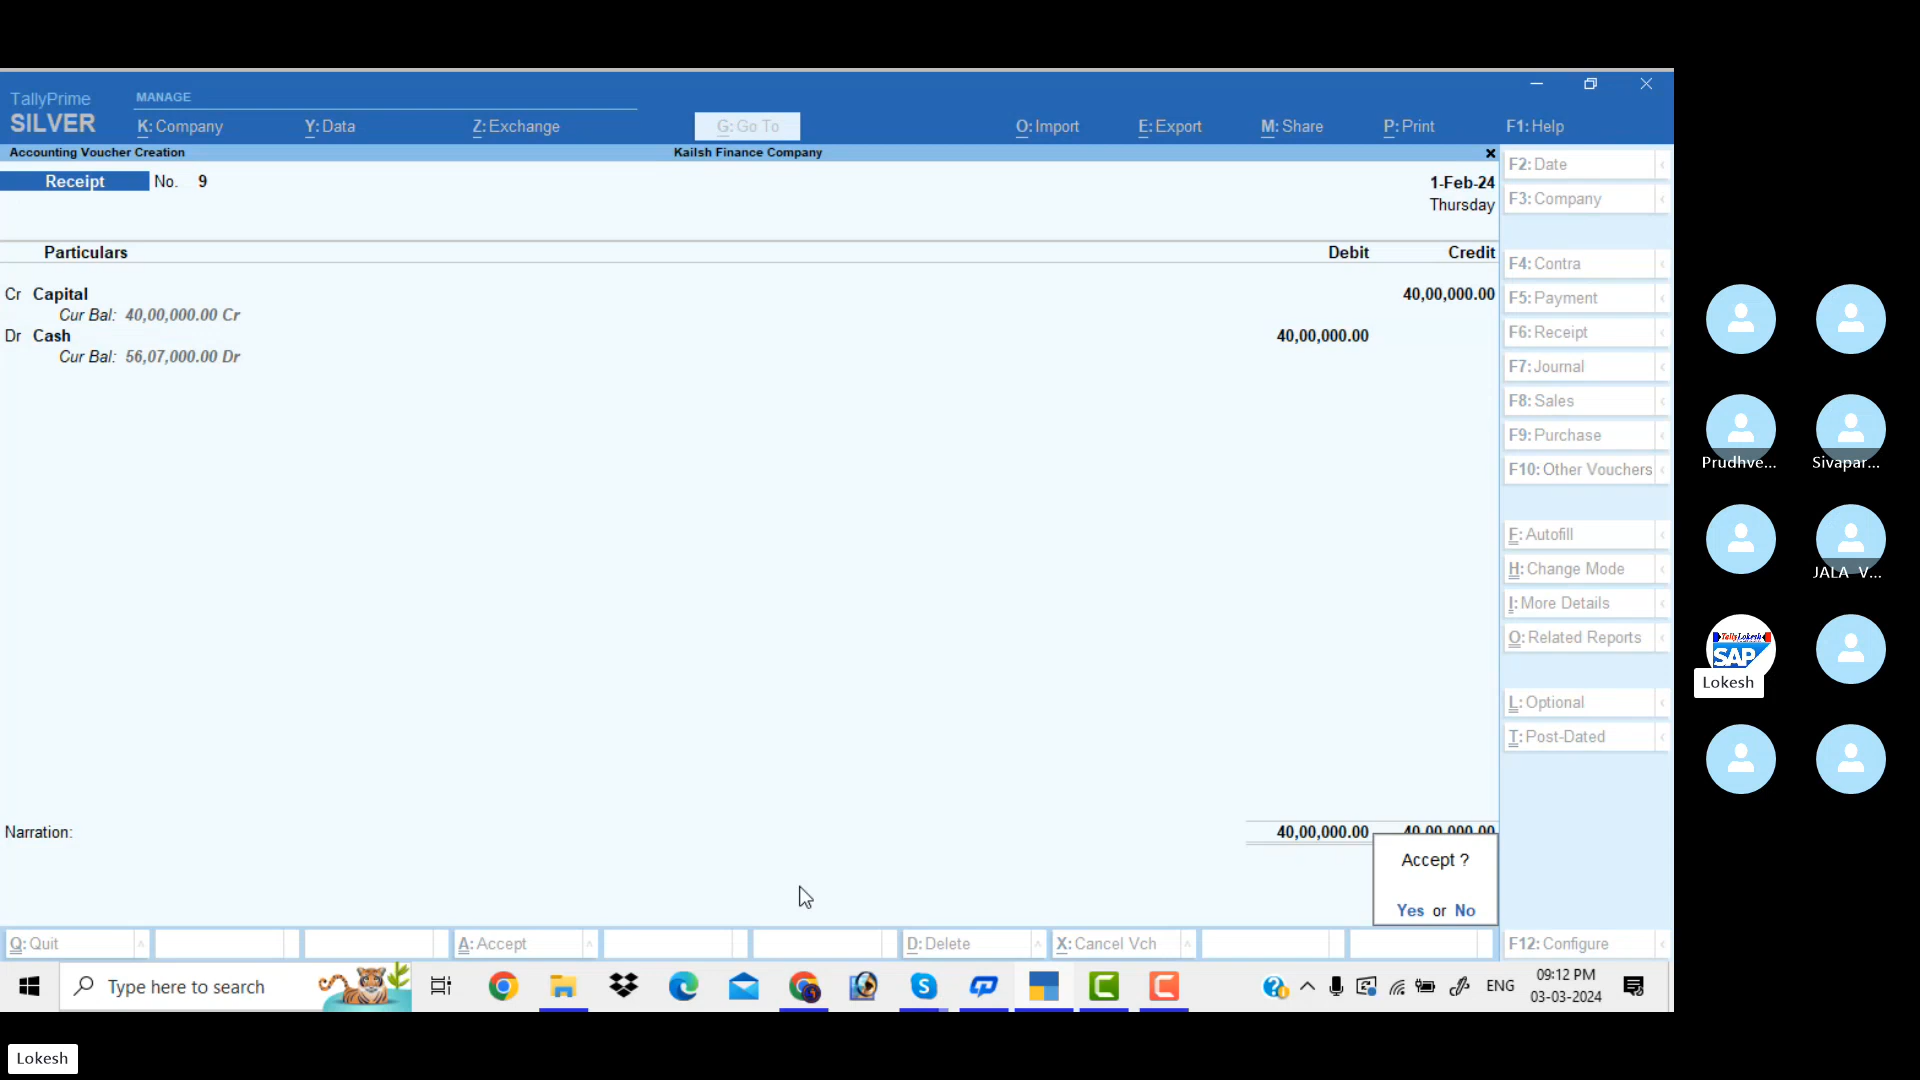 TallyPrime
SILVER
MANAGE
K: Company
Y: Data
Z: Exchange
G: Go To
O: Import
E: Export
M: Share
P: Print
F1: Help
Accounting Voucher Creation
Kailsh Finance Company
Receipt No. 9
1-Feb-24
Thursday
Particulars Debit Credit
Cr Capital 40,00,000.00
Cur Bal: 40,00,000.00 Cr
Dr Cash 40,00,000.00
Cur Bal: 56,07,000.00 Dr
Narration: 40,00,000.00 40,00,000.00
Accept ?
Yes or No
F2: Date
F3: Company
F4: Contra
F5: Payment
F6: Receipt
F7: Journal
F8: Sales
F9: Purchase
F10: Other Vouchers
F: Autofill
H: Change Mode
I: More Details
O: Related Reports
L: Optional
T: Post-Dated
F12: Configure
Q: Quit
A: Accept
D: Delete
X: Cancel Vch
Type here to search
ENG
09:12 PM
03-03-2024
Prudhve...
Sivapar...
JALA V...
TallyLokesh
SAP
Lokesh
Lokesh